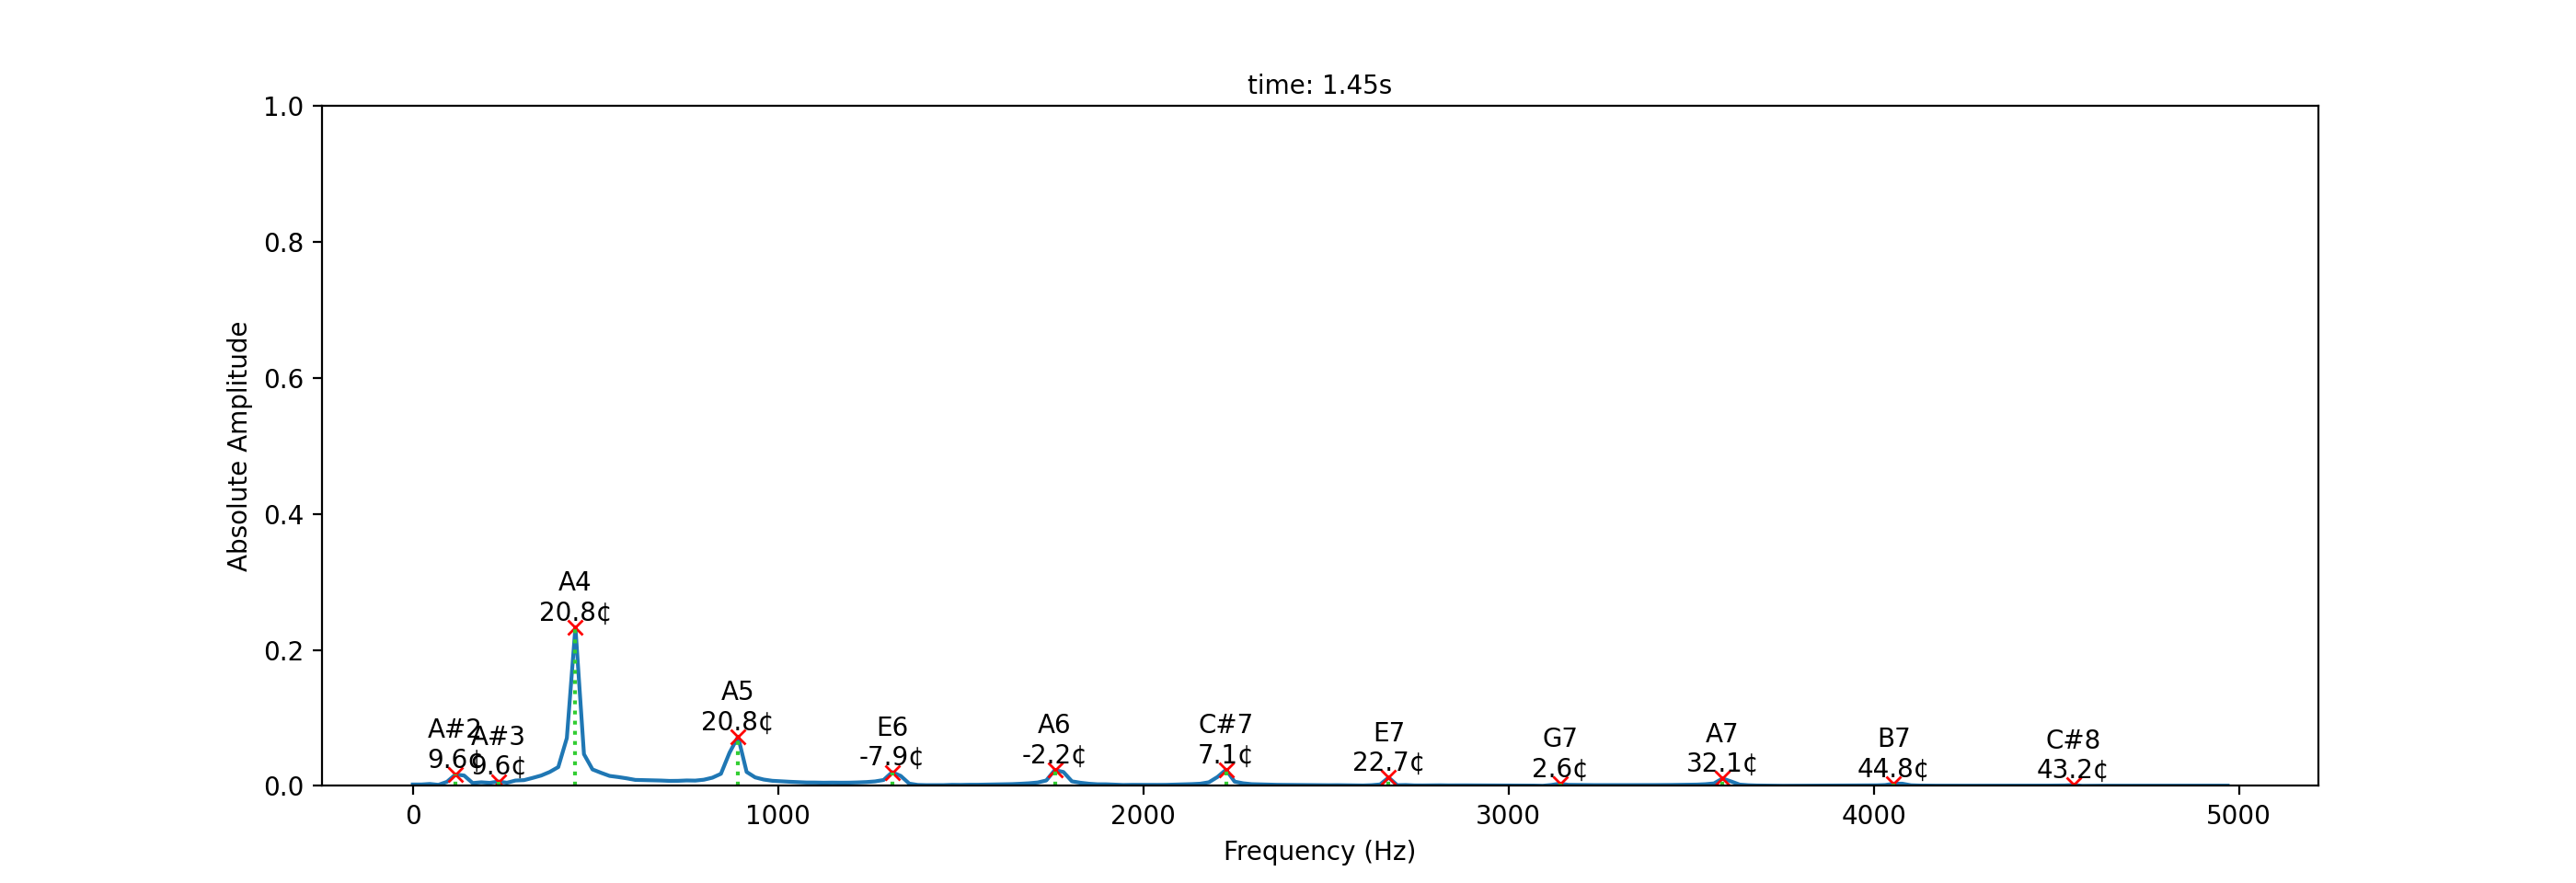 time: 1.45s
1.0
0.8
0.6
0.4
0.2
0.0
Absolute Amplitude
A#2
9.6¢
A#3
9.6¢
A4
20.8¢
A5
20.8¢
E6
-7.9¢
A6
-2.2¢
C#7
7.1¢
E7
22.7¢
G7
2.6¢
A7
32.1¢
B7
44.8¢
C#8
43.2¢
0
1000
2000
3000
4000
5000
Frequency (Hz)